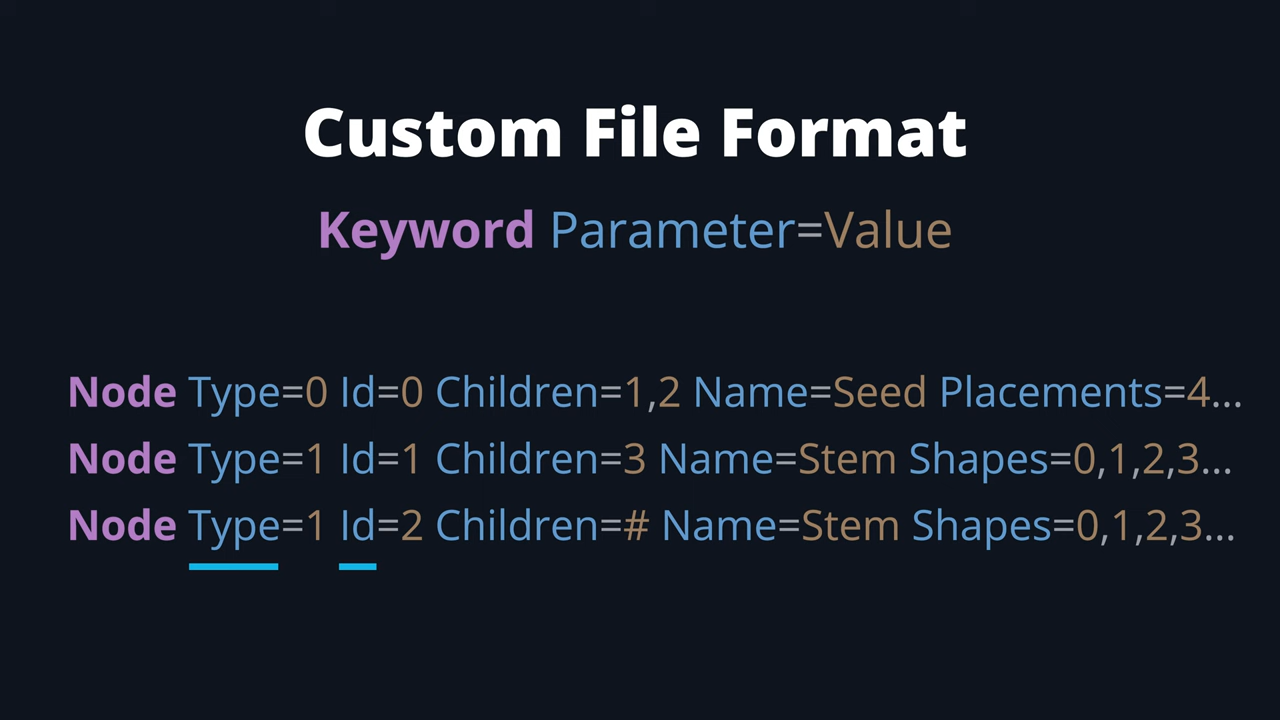 Custom File Format
Keyword Parameter=Value
Node Type=0 Id=0 Children=1,2 Name=Seed Placements=4...
Node Type=1 Id=1 Children=3 Name=Stem Shapes=0,1,2,3...
Node Type=1 Id=2 Children=# Name=Stem Shapes=0,1,2,3...